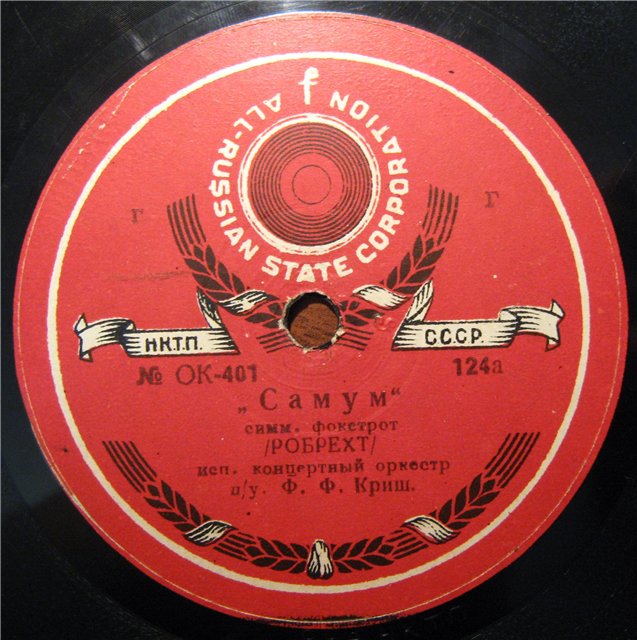 ALL-RUSSIAN STATE CORPORATION
f
г г
НКТП.
СССР.
№ ОК-401 124а
„Самум“
симм. фокстрот
/РОБРЕХТ/
исп. концертный оркестр
п/у. Ф. Ф. Криш.